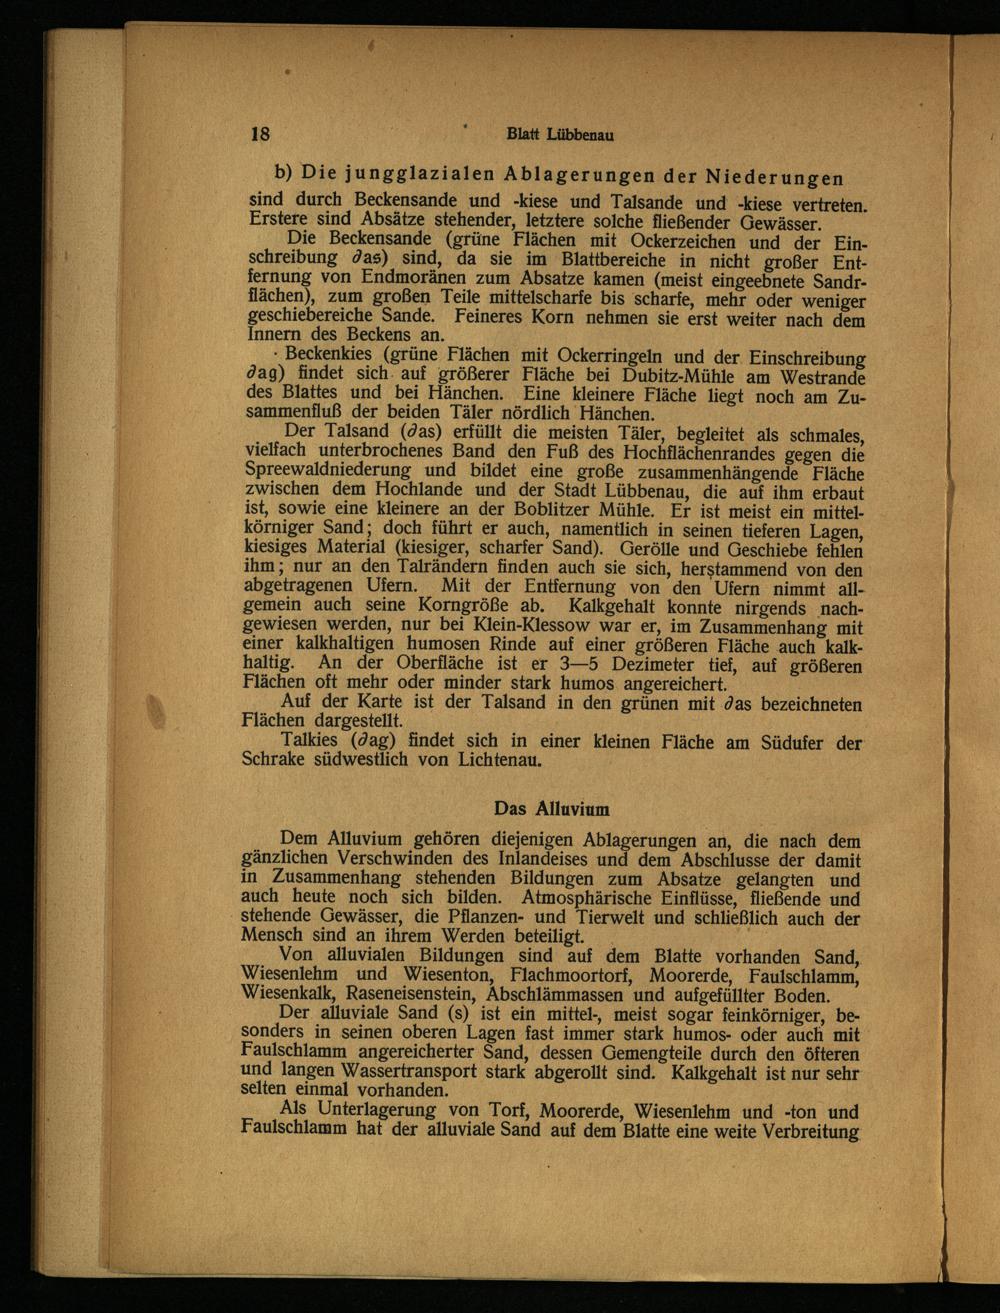 18 Blatt Lübbenau
b) Die jungglazialen Ablagerungen der Niederungen
sind durch Beckensande und -kiese und Talsande und -kiese vertreten.
Erstere sind Absätze stehender, letztere solche fließender Gewässer.
Die Beckensande (grüne Flächen mit Ockerzeichen und der Ein-
schreibung ∂as) sind, da sie im Blattbereiche in nicht großer Ent-
fernung von Endmoränen zum Absatze kamen (meist eingeebnete Sandr-
flächen), zum großen Teile mittelscharfe bis scharfe, mehr oder weniger
geschiebereiche Sande. Feineres Korn nehmen sie erst weiter nach dem
Innern des Beckens an.
Beckenkies (grüne Flächen mit Ockerringeln und der Einschreibung
∂ag) findet sich auf größerer Fläche bei Dubitz-Mühle am Westrande
des Blattes und bei Hänchen. Eine kleinere Fläche liegt noch am Zu-
sammenfluß der beiden Täler nördlich Hänchen.
Der Talsand (∂as) erfüllt die meisten Täler, begleitet als schmales,
vielfach unterbrochenes Band den Fuß des Hochflächenrandes gegen die
Spreewaldniederung und bildet eine große zusammenhängende Fläche
zwischen dem Hochlande und der Stadt Lübbenau, die auf ihm erbaut
ist, sowie eine kleinere an der Boblitzer Mühle. Er ist meist ein mittel-
körniger Sand; doch führt er auch, namentlich in seinen tieferen Lagen,
kiesiges Material (kiesiger, scharfer Sand). Gerölle und Geschiebe fehlen
ihm; nur an den Talrändern finden auch sie sich, herstammend von den
abgetragenen Ufern. Mit der Entfernung von den Ufern nimmt all-
gemein auch seine Korngröße ab. Kalkgehalt konnte nirgends nach-
gewiesen werden, nur bei Klein-Klessow war er, im Zusammenhang mit
einer kalkhaltigen humosen Rinde auf einer größeren Fläche auch kalk-
haltig. An der Oberfläche ist er 3—5 Dezimeter tief, auf größeren
Flächen oft mehr oder minder stark humos angereichert.
Auf der Karte ist der Talsand in den grünen mit ∂as bezeichneten
Flächen dargestellt.
Talkies (∂ag) findet sich in einer kleinen Fläche am Südufer der
Schrake südwestlich von Lichtenau.
Das Alluvium
Dem Alluvium gehören diejenigen Ablagerungen an, die nach dem
gänzlichen Verschwinden des Inlandeises und dem Abschlusse der damit
in Zusammenhang stehenden Bildungen zum Absatze gelangten und
auch heute noch sich bilden. Atmosphärische Einflüsse, fließende und
stehende Gewässer, die Pflanzen- und Tierwelt und schließlich auch der
Mensch sind an ihrem Werden beteiligt.
Von alluvialen Bildungen sind auf dem Blatte vorhanden Sand,
Wiesenlehm und Wiesenton, Flachmoortorf, Moorerde, Faulschlamm,
Wiesenkalk, Raseneisenstein, Abschlämmassen und aufgefüllter Boden.
Der alluviale Sand (s) ist ein mittel-, meist sogar feinkörniger, be-
sonders in seinen oberen Lagen fast immer stark humos- oder auch mit
Faulschlamm angereicherter Sand, dessen Gemengteile durch den öfteren
und langen Wassertransport stark abgerollt sind. Kalkgehalt ist nur sehr
selten einmal vorhanden.
Als Unterlagerung von Torf, Moorerde, Wiesenlehm und -ton und
Faulschlamm hat der alluviale Sand auf dem Blatte eine weite Verbreitung